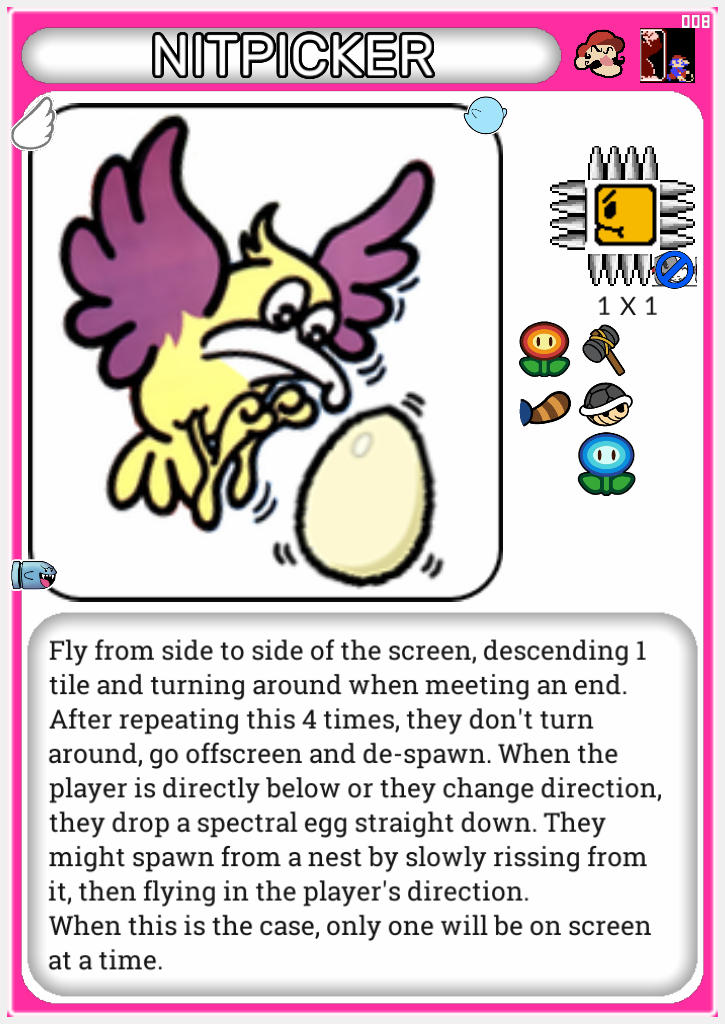 008
NITPICKER
1 X 1
Fly from side to side of the screen, descending 1
tile and turning around when meeting an end.
After repeating this 4 times, they don't turn
around, go offscreen and de-spawn. When the
player is directly below or they change direction,
they drop a spectral egg straight down. They
might spawn from a nest by slowly rissing from
it, then flying in the player's direction.
When this is the case, only one will be on screen
at a time.